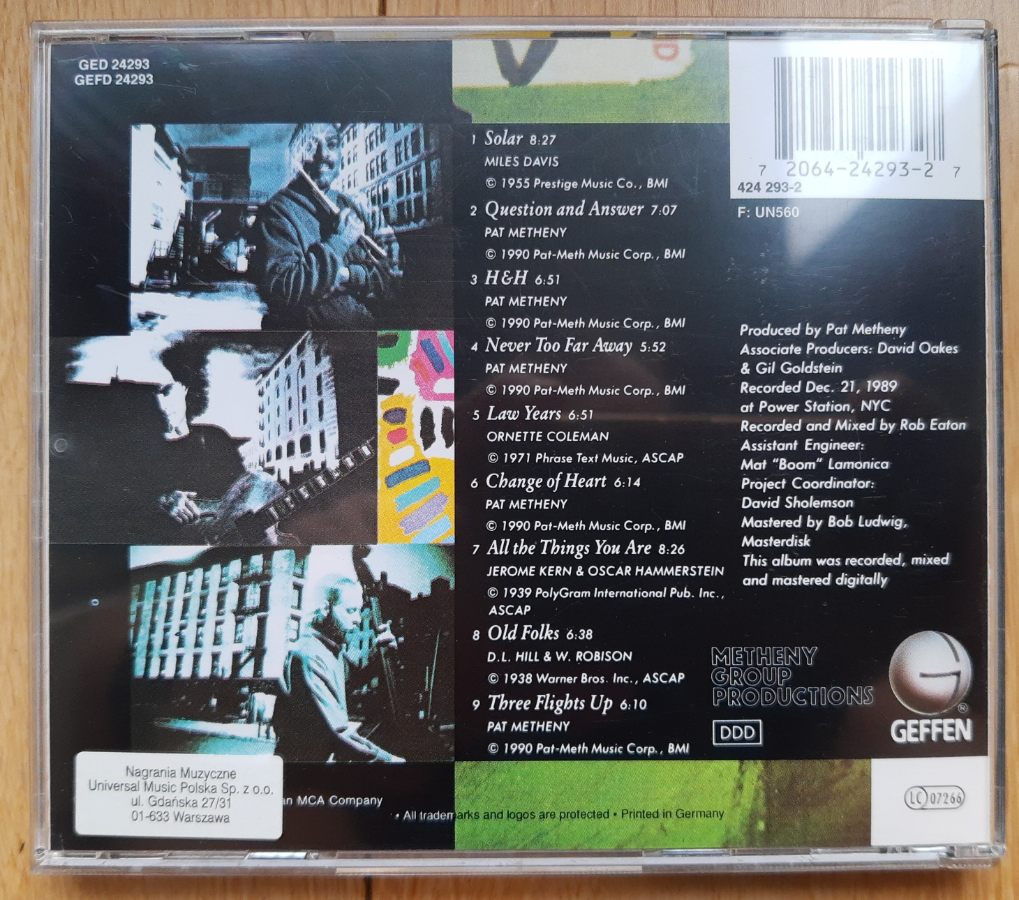 GED 24293
GEFD 24293
1 Solar 8:27
MILES DAVIS
© 1955 Prestige Music Co., BMI
2 Question and Answer 7:07
PAT METHENY
© 1990 Pat-Meth Music Corp., BMI
3 H&H 6:51
PAT METHENY
© 1990 Pat-Meth Music Corp., BMI
4 Never Too Far Away 5:52
PAT METHENY
© 1990 Pat-Meth Music Corp., BMI
5 Law Years 6:51
ORNETTE COLEMAN
© 1971 Phrase Text Music, ASCAP
6 Change of Heart 6:14
PAT METHENY
© 1990 Pat-Meth Music Corp., BMI
7 All the Things You Are 8:26
JEROME KERN & OSCAR HAMMERSTEIN
© 1939 PolyGram International Pub. Inc.,
ASCAP
8 Old Folks 6:38
D.L. HILL & W. ROBISON
© 1938 Warner Bros. Inc., ASCAP
9 Three Flights Up 6:10
PAT METHENY
© 1990 Pat-Meth Music Corp., BMI
7 2064-24293-2 7
424 293-2
F: UN560
Produced by Pat Metheny
Associate Producers: David Oakes
& Gil Goldstein
Recorded Dec. 21, 1989
at Power Station, NYC
Recorded and Mixed by Rob Eaton
Assistant Engineer:
Mat “Boom” Lamonica
Project Coordinator:
David Sholemson
Mastered by Bob Ludwig,
Masterdisk
This album was recorded, mixed
and mastered digitally
METHENY
GROUP
PRODUCTIONS
DDD
GEFFEN
Nagrania Muzyczne
Universal Music Polska Sp. z o.o.
ul. Gdańska 27/31
01-633 Warszawa
an MCA Company
• All trademarks and logos are protected • Printed in Germany
LC 07266